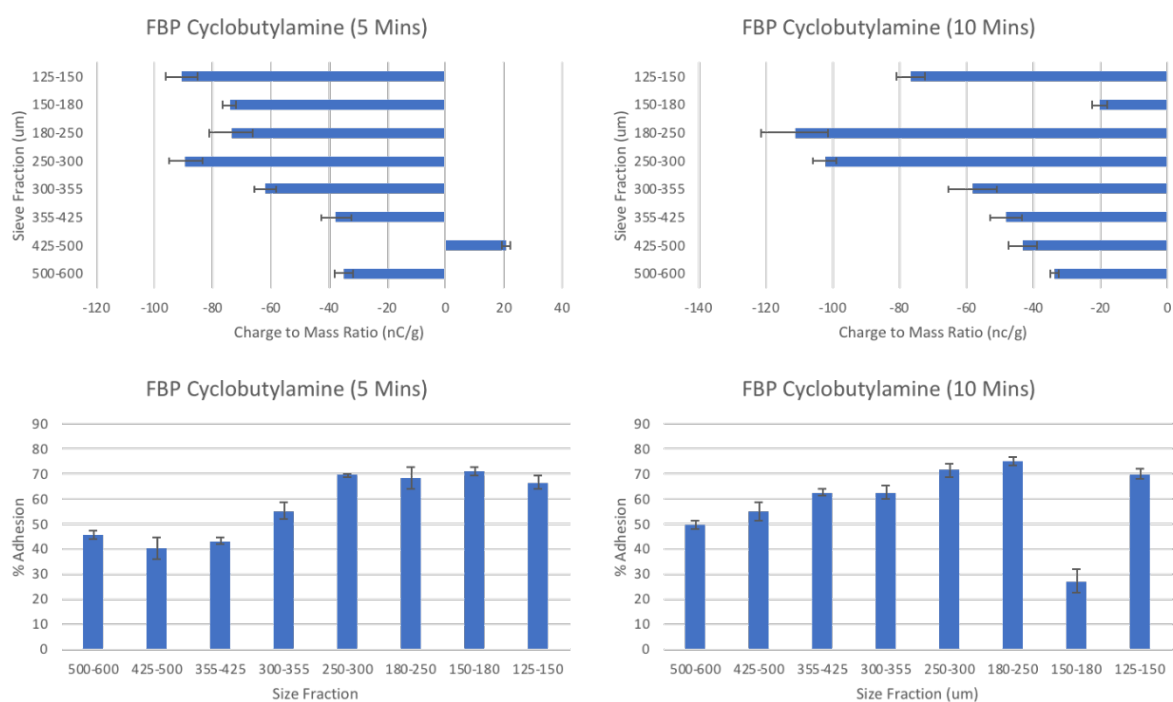 FBP Cyclobutylamine (5 Mins)
Sieve Fraction (um)
125-150
150-180
180-250
250-300
300-355
355-425
425-500
500-600
-120 -100 -80 -60 -40 -20 0 20 40
Charge to Mass Ratio (nC/g)
FBP Cyclobutylamine (10 Mins)
Sieve Fraction (um)
125-150
150-180
180-250
250-300
300-355
355-425
425-500
500-600
-140 -120 -100 -80 -60 -40 -20 0
Charge to Mass Ratio (nc/g)
FBP Cyclobutylamine (5 Mins)
% Adhesion
90
80
70
60
50
40
30
20
10
0
500-600 425-500 355-425 300-355 250-300 180-250 150-180 125-150
Size Fraction
FBP Cyclobutylamine (10 Mins)
% Adhesion
90
80
70
60
50
40
30
20
10
0
500-600 425-500 355-425 300-355 250-300 180-250 150-180 125-150
Size Fraction (um)